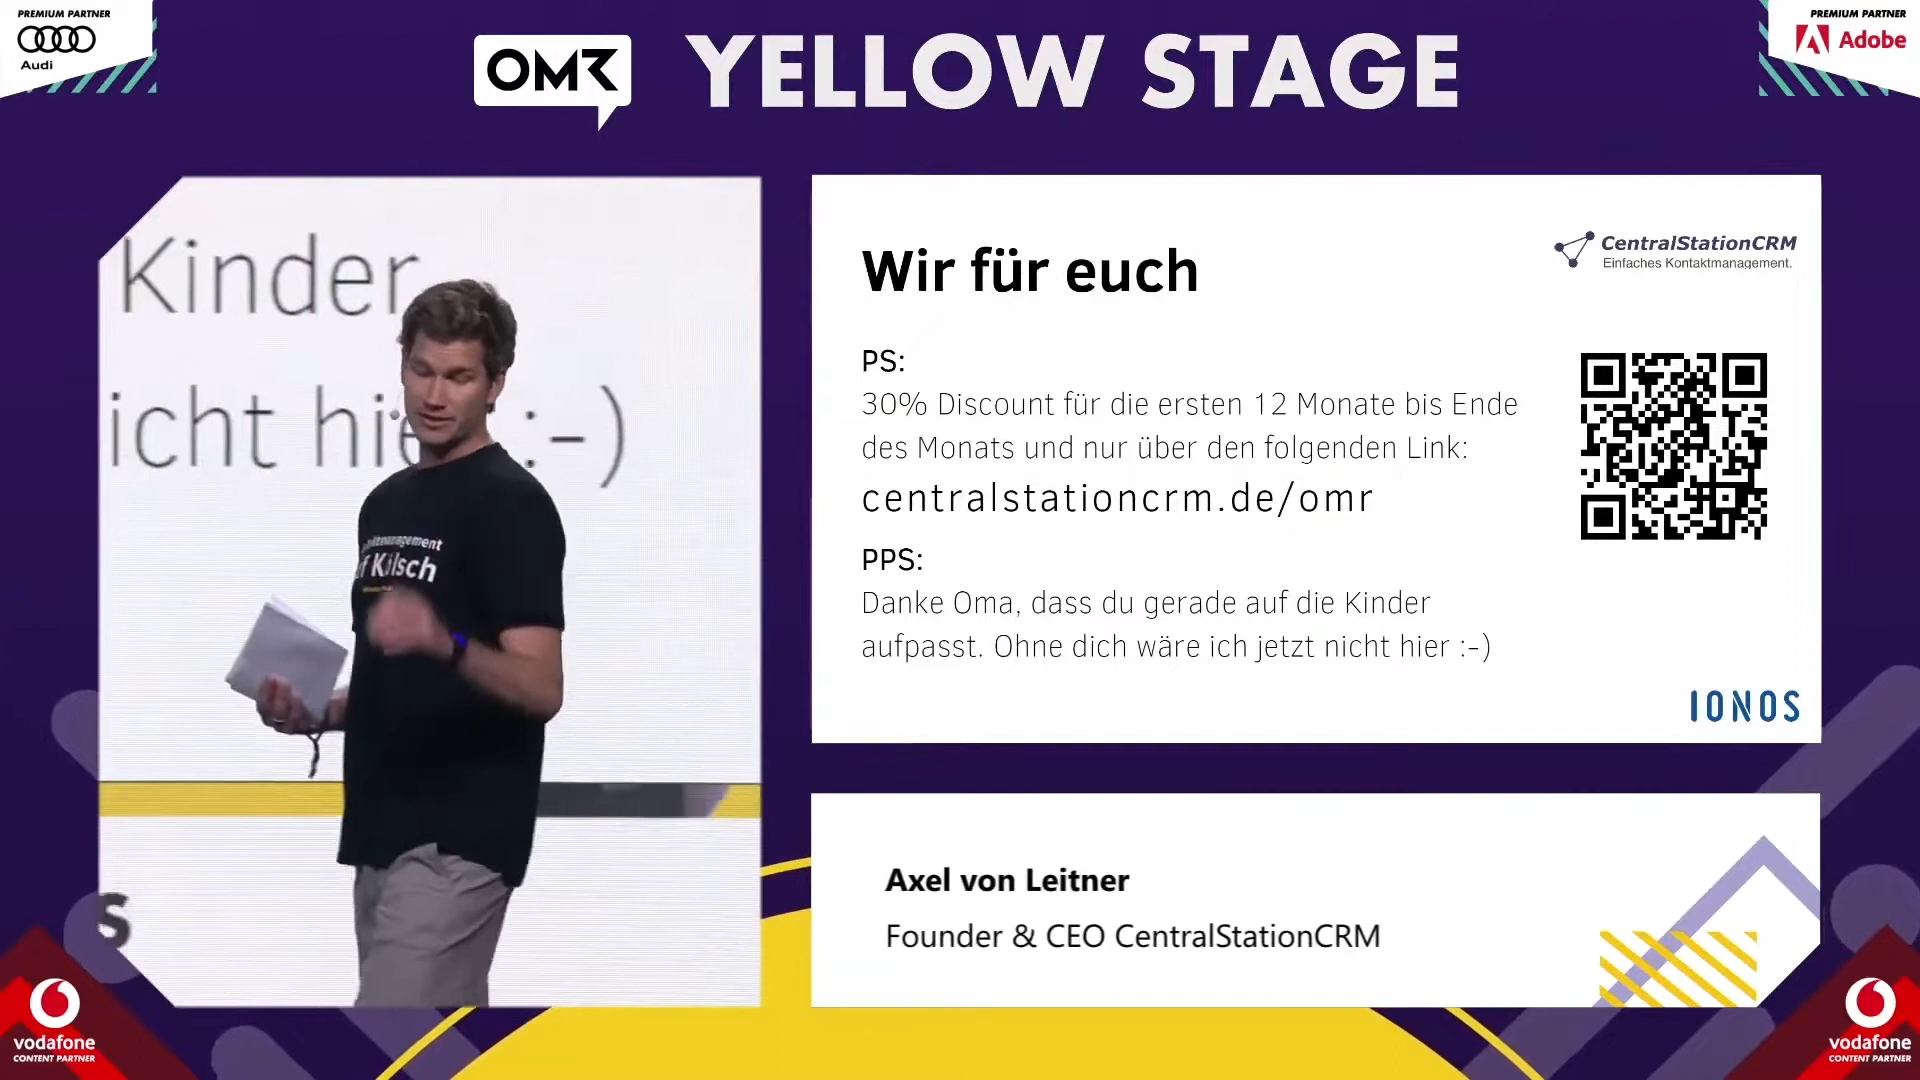 PREMIUM PARTNER
Audi
OMR YELLOW STAGE
PREMIUM PARTNER
Adobe
Kinder
icht hie :-)
f Kölsch
s
Wir für euch
CentralStationCRM
Einfaches Kontaktmanagement.
PS:
30% Discount für die ersten 12 Monate bis Ende
des Monats und nur über den folgenden Link:
centralstationcrm.de/omr
PPS:
Danke Oma, dass du gerade auf die Kinder
aufpasst. Ohne dich wäre ich jetzt nicht hier :-)
IONOS
Axel von Leitner
Founder & CEO CentralStationCRM
vodafone
CONTENT PARTNER
vodafone
CONTENT PARTNER